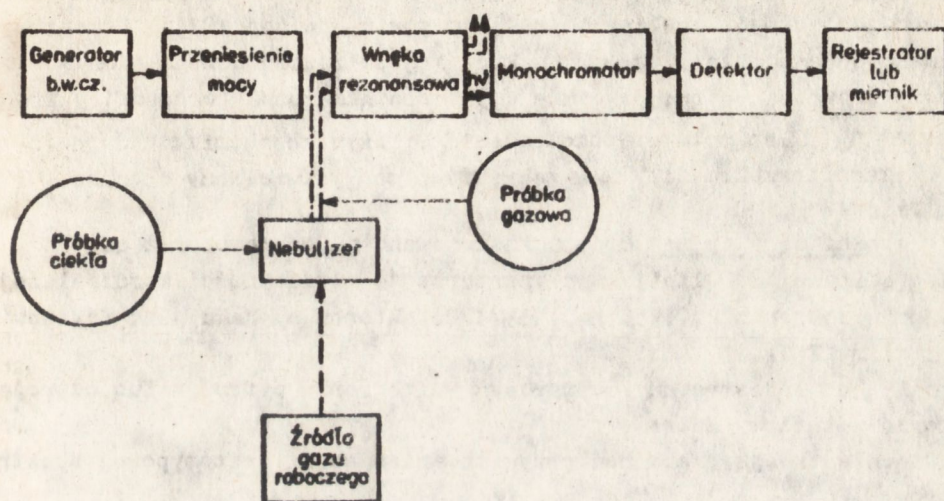 Generator
b.w.cz.
Przeniesienie
mocy
Wnęka
rezonansowa
hν
Monochromator
Detektor
Rejestrator
lub
miernik
Próbka
ciekła
Nebulizer
Próbka
gazowa
Źródło
gazu
roboczego